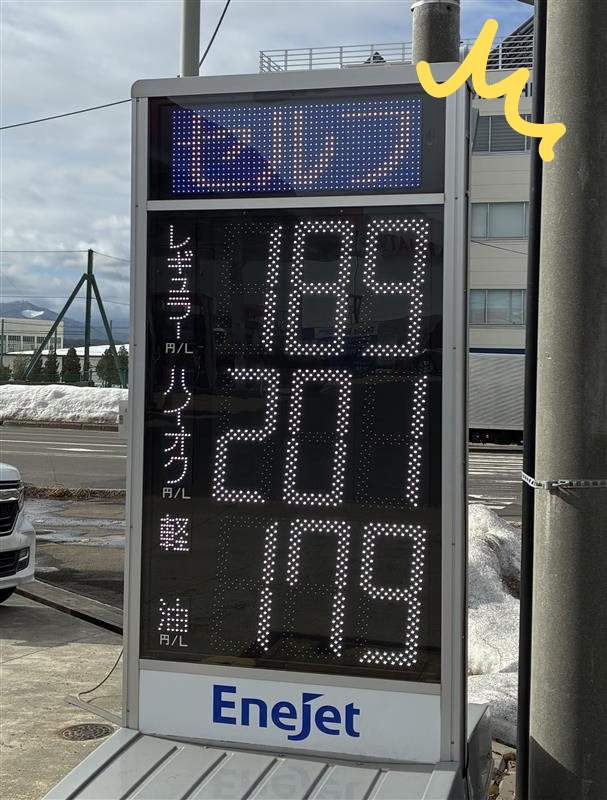 セルフ
レギュラー 189
円/L
ハイオク 201
円/L
軽油 179
円/L
EneJet